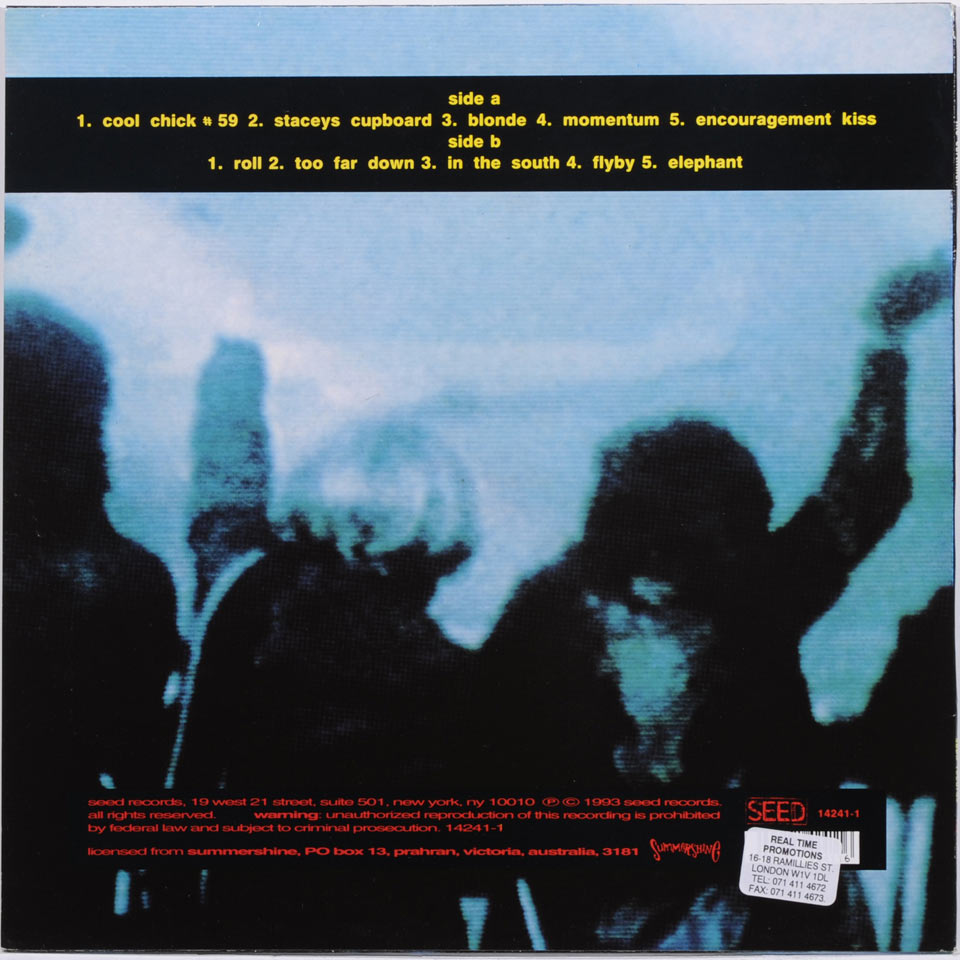 side a
1. cool chick # 59 2. staceys cupboard 3. blonde 4. momentum 5. encouragement kiss
side b
1. roll 2. too far down 3. in the south 4. flyby 5. elephant
seed records, 19 west 21 street, suite 501, new york, ny 10010 ℗ © 1993 seed records.
all rights reserved. warning: unauthorized reproduction of this recording is prohibited
by federal law and subject to criminal prosecution. 14241-1
licensed from summershine, PO box 13, prahran, victoria, australia, 3181 SUMMERSHINE
SEED 14241-1
6
REAL TIME
PROMOTIONS
16-18 RAMILLIES ST.
LONDON W1V 1DL
TEL: 071 411 4672
FAX: 071 411 4673.